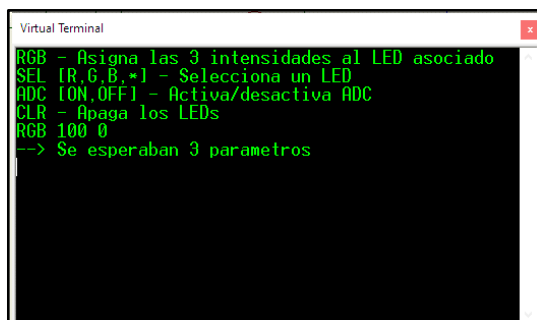 Virtual Terminal
RGB - Asigna las 3 intensidades al LED asociado
SEL [R,G,B,*] - Selecciona un LED
ADC [ON,OFF] - Activa/desactiva ADC
CLR - Apaga los LEDs
RGB 100 0
--> Se esperaban 3 parametros